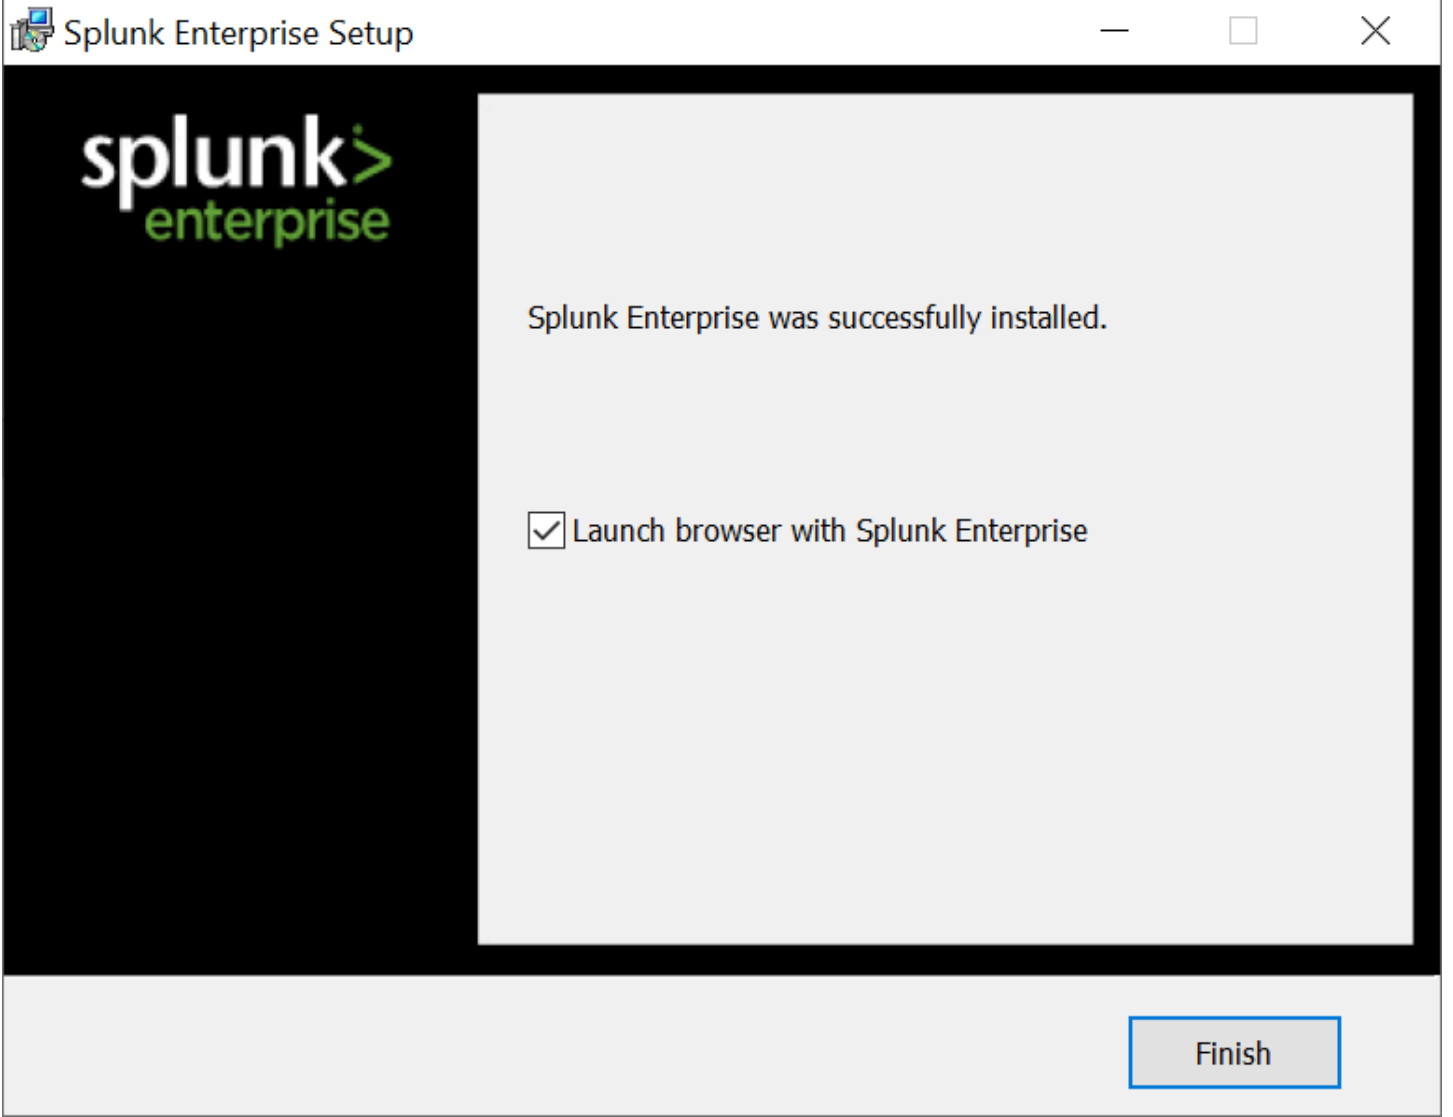 Splunk Enterprise Setup
splunk>
enterprise
Splunk Enterprise was successfully installed.
Launch browser with Splunk Enterprise
Finish